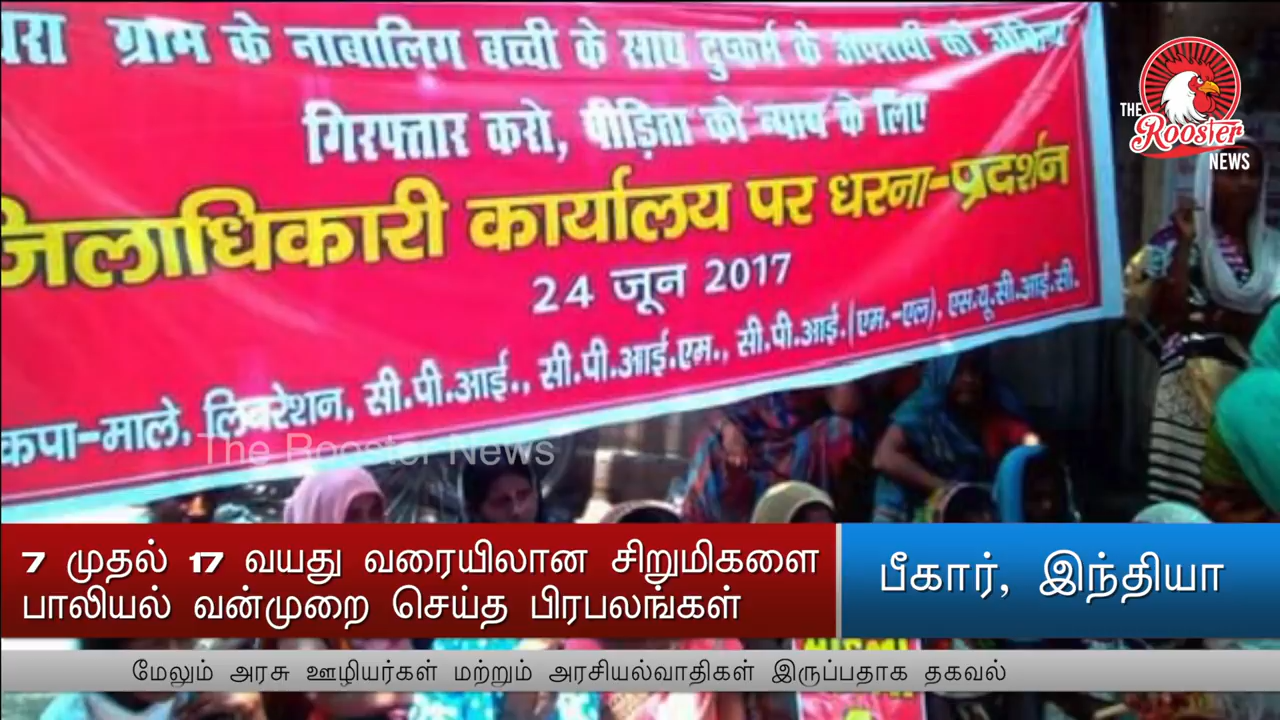 ग्राम के नाबालिग बच्ची के साथ दुष्कर्म के अपराधी को
गिरफ्तार करो, पीड़िता को न्याय के लिए
जिलाधिकारी कार्यालय पर धरना-प्रदर्शन
24 जून 2017
कपा-माले, लिबरेशन, सी.पी.आई., सी.पी.आई.एम., सी.पी.आई.(एम.-एल), एस.यू.सी.आई.सी.
THE
Rooster
NEWS
The Rooster News
7 முதல் 17 வயது வரையிலான சிறுமிகளை
பாலியல் வன்முறை செய்த பிரபலங்கள்
பீகார், இந்தியா
மேலும் அரசு ஊழியர்கள் மற்றும் அரசியல்வாதிகள் இருப்பதாக தகவல்